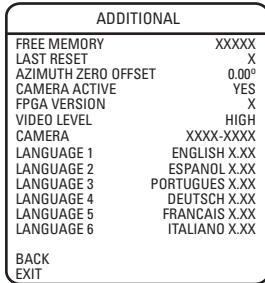 ADDITIONAL
FREE MEMORY XXXXX
LAST RESET X
AZIMUTH ZERO OFFSET 0.00º
CAMERA ACTIVE YES
FPGA VERSION X
VIDEO LEVEL HIGH
CAMERA XXXX-XXXX
LANGUAGE 1 ENGLISH X.XX
LANGUAGE 2 ESPANOL X.XX
LANGUAGE 3 PORTUGUES X.XX
LANGUAGE 4 DEUTSCH X.XX
LANGUAGE 5 FRANCAIS X.XX
LANGUAGE 6 ITALIANO X.XX
BACK
EXIT